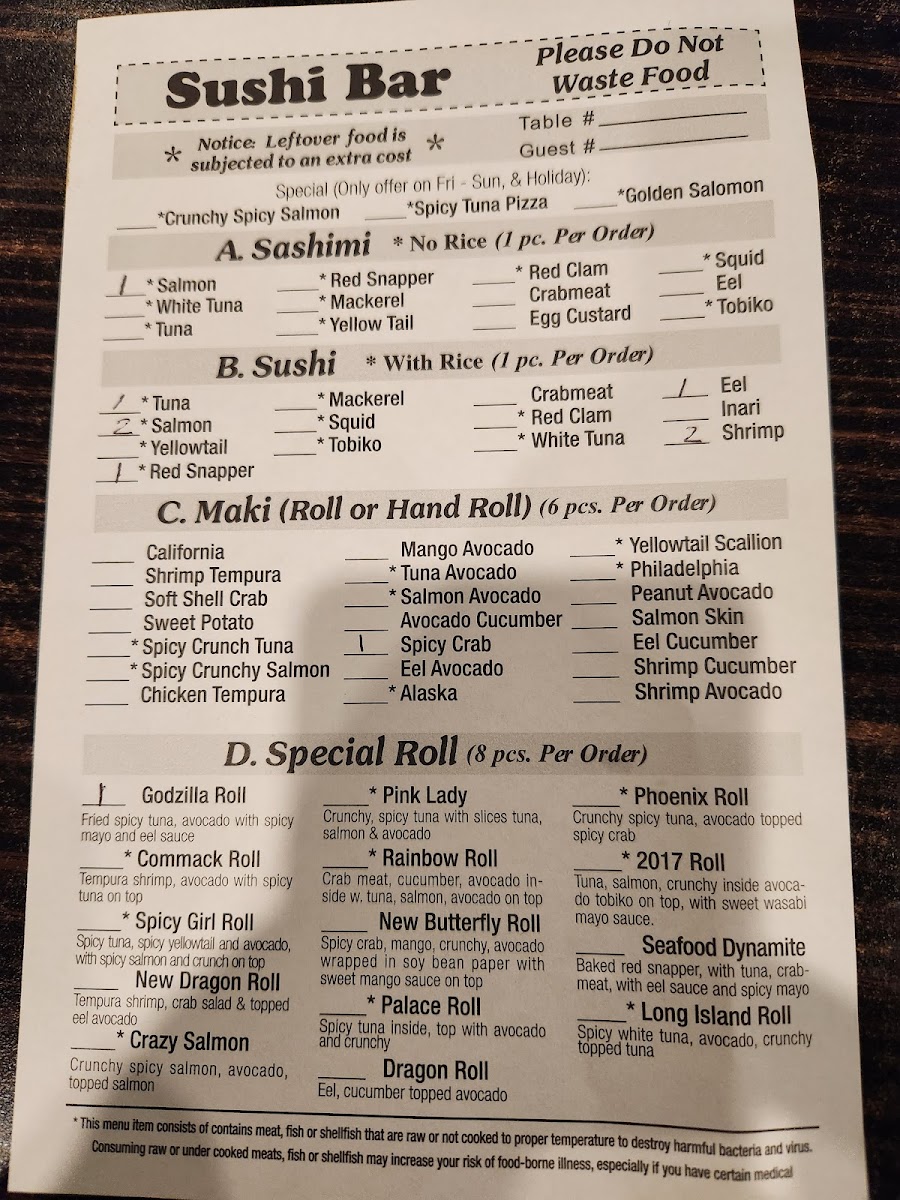 Sushi Bar
Please Do Not
Waste Food
* Notice: Leftover food is *
subjected to an extra cost
Table #
Guest #
Special (Only offer on Fri - Sun, & Holiday):
*Crunchy Spicy Salmon *Spicy Tuna Pizza *Golden Salomon
A. Sashimi * No Rice (1 pc. Per Order)
1 * Salmon * Red Snapper * Red Clam * Squid
* White Tuna * Mackerel Crabmeat Eel
* Tuna * Yellow Tail Egg Custard * Tobiko
B. Sushi * With Rice (1 pc. Per Order)
1 * Tuna * Mackerel Crabmeat 1 Eel
2 * Salmon * Squid * Red Clam Inari
* Yellowtail * Tobiko * White Tuna 2 Shrimp
1 * Red Snapper
C. Maki (Roll or Hand Roll) (6 pcs. Per Order)
California Mango Avocado * Yellowtail Scallion
Shrimp Tempura * Tuna Avocado * Philadelphia
Soft Shell Crab * Salmon Avocado Peanut Avocado
Sweet Potato Avocado Cucumber Salmon Skin
* Spicy Crunch Tuna 1 Spicy Crab Eel Cucumber
* Spicy Crunchy Salmon Eel Avocado Shrimp Cucumber
Chicken Tempura * Alaska Shrimp Avocado
D. Special Roll (8 pcs. Per Order)
1 Godzilla Roll
Fried spicy tuna, avocado with spicy
mayo and eel sauce
* Commack Roll
Tempura shrimp, avocado with spicy
tuna on top
* Spicy Girl Roll
Spicy tuna, spicy yellowtail and avocado,
with spicy salmon and crunch on top
New Dragon Roll
Tempura shrimp, crab salad & topped
eel avocado
* Crazy Salmon
Crunchy spicy salmon, avocado,
topped salmon
* Pink Lady
Crunchy, spicy tuna with slices tuna,
salmon & avocado
* Rainbow Roll
Crab meat, cucumber, avocado in-
side w. tuna, salmon, avocado on top
New Butterfly Roll
Spicy crab, mango, crunchy, avocado
wrapped in soy bean paper with
sweet mango sauce on top
* Palace Roll
Spicy tuna inside, top with avocado
and crunchy
Dragon Roll
Eel, cucumber topped avocado
* Phoenix Roll
Crunchy spicy tuna, avocado topped
spicy crab
* 2017 Roll
Tuna, salmon, crunchy inside avoca-
do tobiko on top, with sweet wasabi
mayo sauce.
Seafood Dynamite
Baked red snapper, with tuna, crab-
meat, with eel sauce and spicy mayo
* Long Island Roll
Spicy white tuna, avocado, crunchy
topped tuna
* This menu item consists of contains meat, fish or shellfish that are raw or not cooked to proper temperature to destroy harmful bacteria and virus.
Consuming raw or under cooked meats, fish or shellfish may increase your risk of food-borne illness, especially if you have certain medical